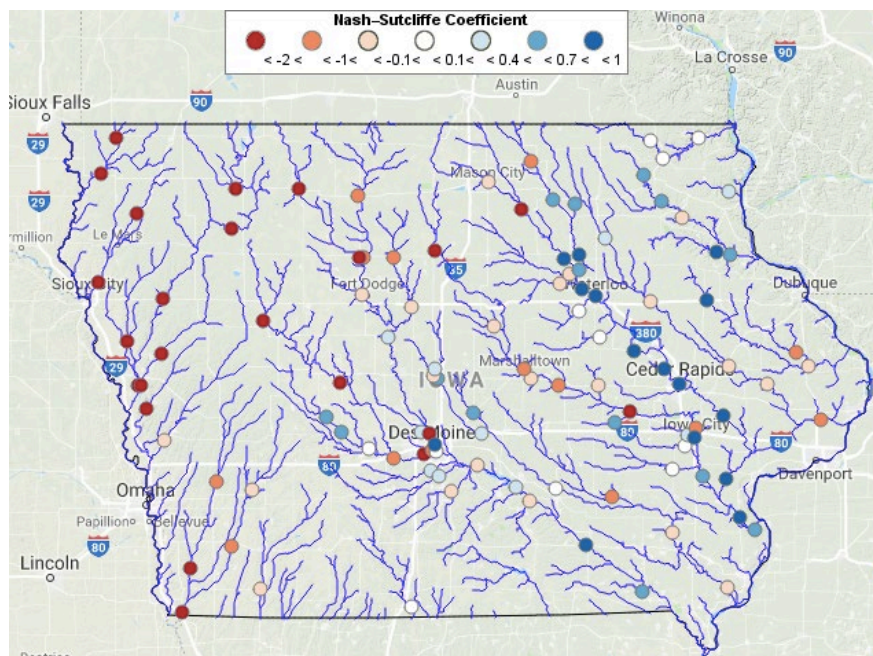 Nash–Sutcliffe Coefficient
< -2 < < -1< < -0.1< < 0.1 < < 0.4 < < 0.7 < < 1
Winona
90
La Crosse
Austin
Sioux Falls
90
29
Mason City
29
Le Mars
rmillion
35
Sioux City
Fort Dodge
Waterloo
Dubuque
380
Marshalltown
29
IOWA
Cedar Rapids
Des Moines
80
Iowa City
80
80
Davenport
Omaha
Papillion
Bellevue
80
Lincoln